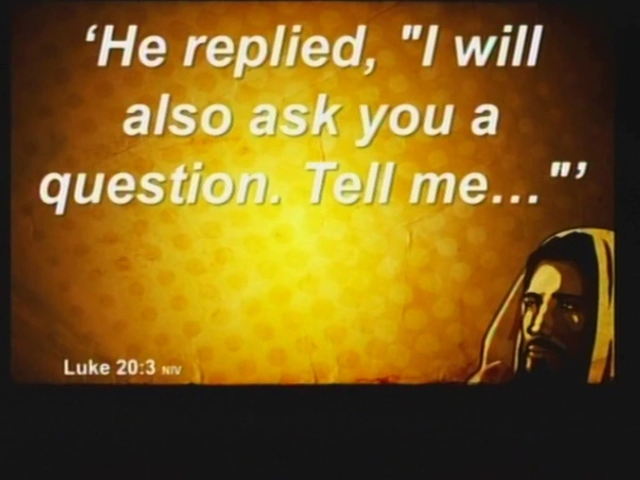 ‘He replied, "I will
also ask you a
question. Tell me…"’
Luke 20:3 NIV